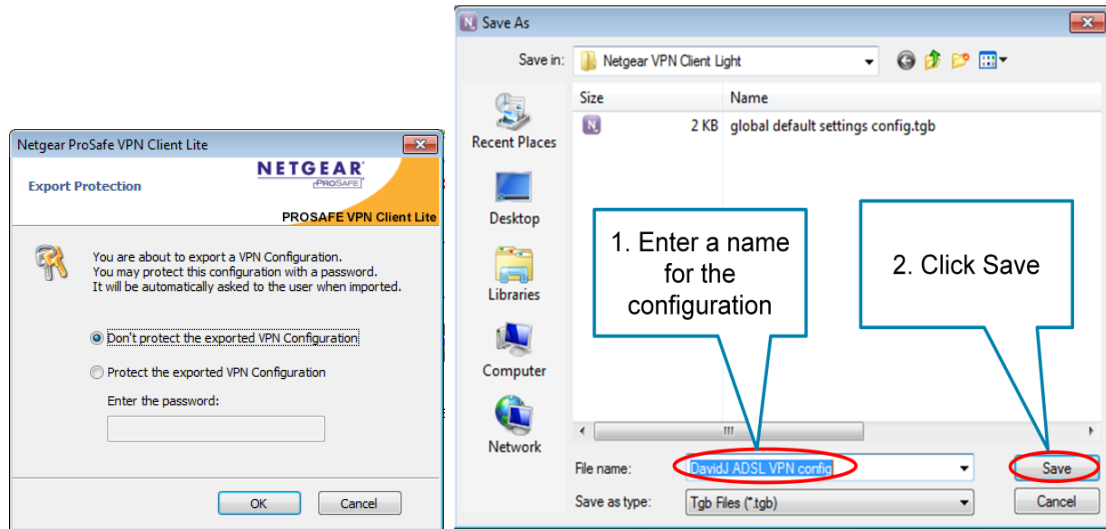 Netgear ProSafe VPN Client Lite
Export Protection
NETGEAR
PROSAFE
PROSAFE VPN Client Lite
You are about to export a VPN Configuration.
You may protect this configuration with a password.
It will be automatically asked to the user when imported.
Don't protect the exported VPN Configuration
Protect the exported VPN Configuration
Enter the password:
OK
Cancel
Save As
Save in:
Netgear VPN Client Light
Size
Name
2 KB
global default settings config.tgb
Recent Places
Desktop
Libraries
Computer
Network
1. Enter a name
for the
configuration
2. Click Save
File name:
DavidJ ADSL VPN config
Save
Save as type:
Tgb Files (*.tgb)
Cancel